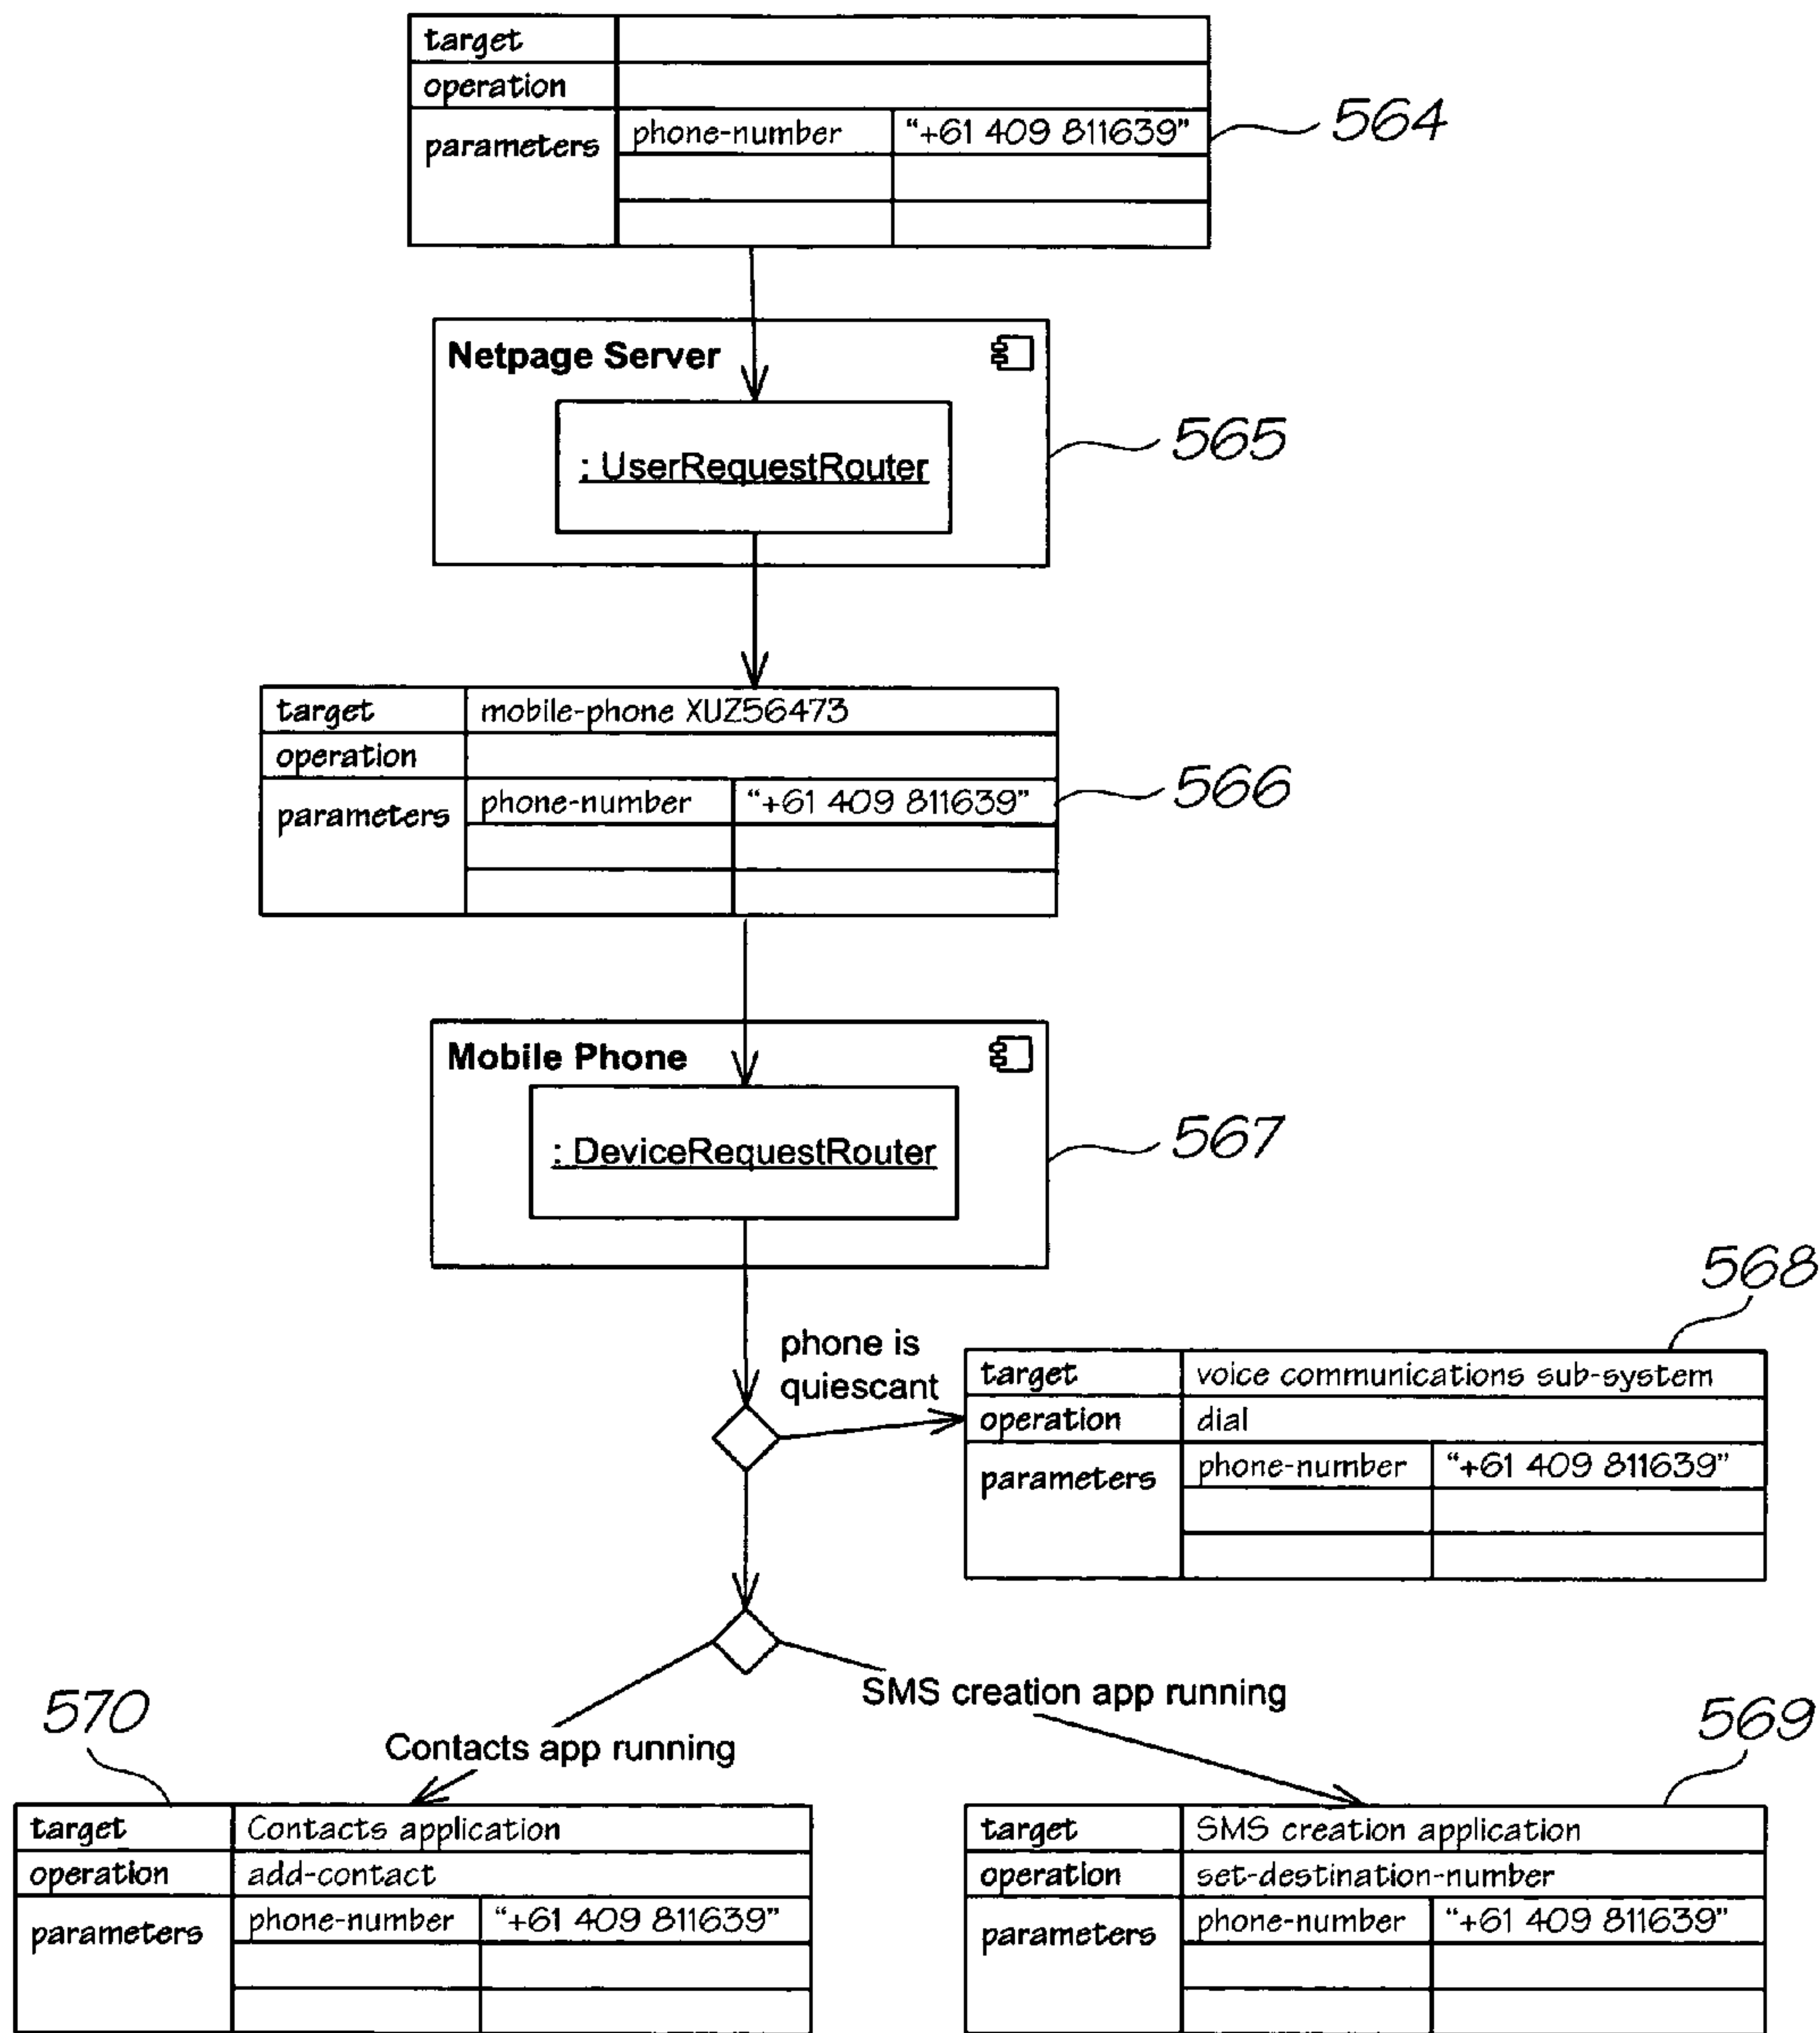 target
operation
parameters phone-number "+61 409 811639"
564
Netpage Server
: UserRequestRouter
565
target mobile-phone XUZ56473
operation
parameters phone-number "+61 409 811639"
566
Mobile Phone
: DeviceRequestRouter
567
phone is
quiescant
568
target voice communications sub-system
operation dial
parameters phone-number "+61 409 811639"
SMS creation app running
Contacts app running
570
target Contacts application
operation add-contact
parameters phone-number "+61 409 811639"
569
target SMS creation application
operation set-destination-number
parameters phone-number "+61 409 811639"